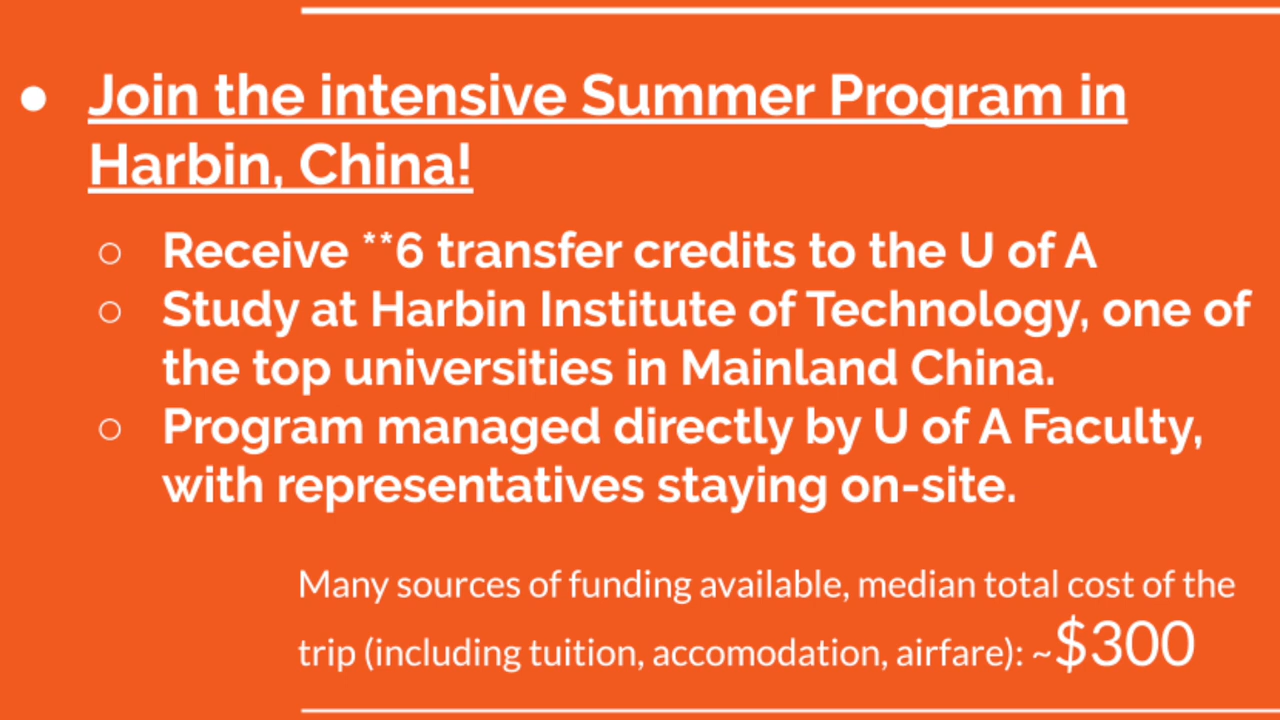 ● Join the intensive Summer Program in
Harbin, China!
○ Receive **6 transfer credits to the U of A
○ Study at Harbin Institute of Technology, one of
the top universities in Mainland China.
○ Program managed directly by U of A Faculty,
with representatives staying on-site.
Many sources of funding available, median total cost of the
trip (including tuition, accomodation, airfare): ~$300